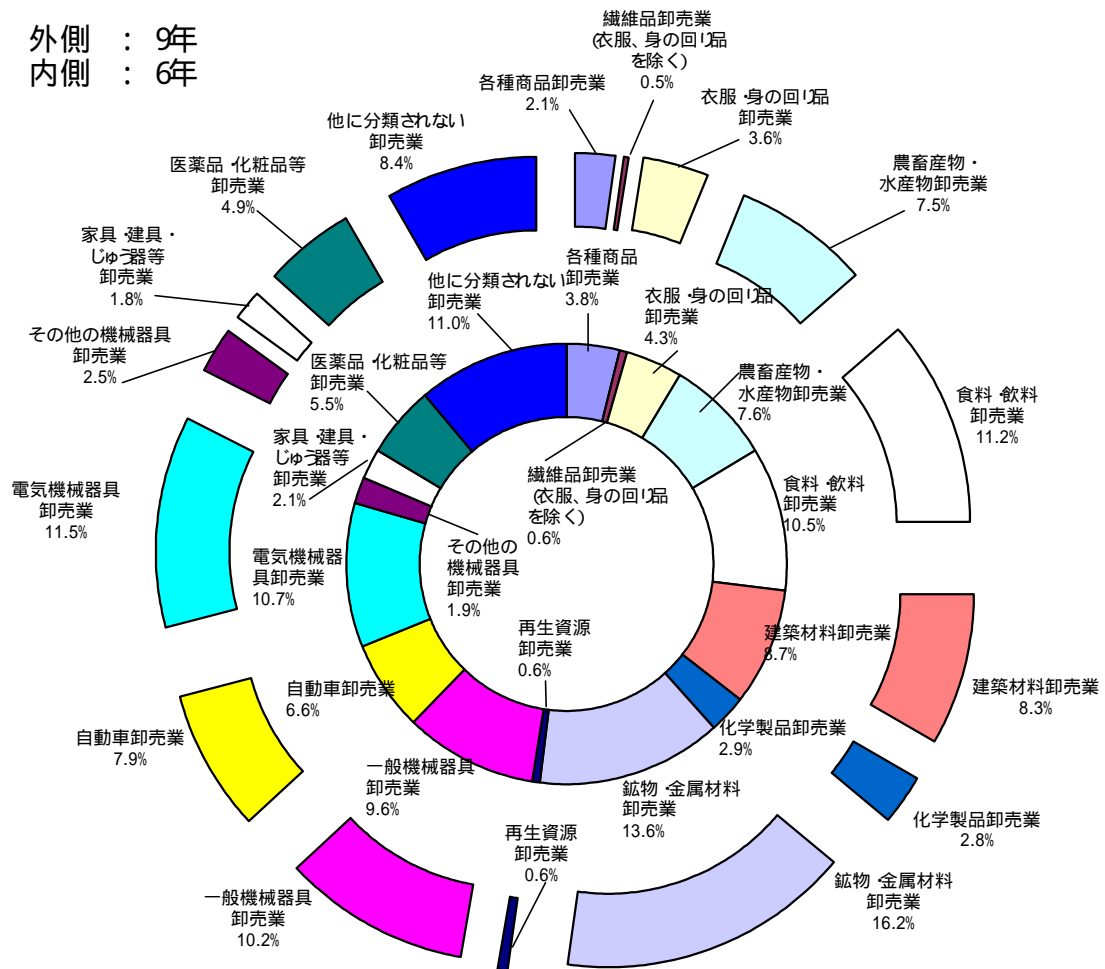 外側 : 9年
内側 : 6年
繊維品卸売業
(衣服、身の回り品
を除く)
0.5%
各種商品卸売業
2.1%
衣服・身の回り品
卸売業
3.6%
他に分類されない
卸売業
8.4%
農畜産物・
水産物卸売業
7.5%
医薬品・化粧品等
卸売業
4.9%
家具・建具・
じゅう器等
卸売業
1.8%
その他の機械器具
卸売業
2.5%
食料・飲料
卸売業
11.2%
電気機械器具
卸売業
11.5%
建築材料卸売業
8.3%
自動車卸売業
7.9%
化学製品卸売業
2.8%
一般機械器具
卸売業
10.2%
再生資源
卸売業
0.6%
鉱物・金属材料
卸売業
16.2%
各種商品
卸売業
3.8%
他に分類されない
卸売業
11.0%
衣服・身の回り品
卸売業
4.3%
医薬品・化粧品等
卸売業
5.5%
農畜産物・
水産物卸売業
7.6%
家具・建具・
じゅう器等
卸売業
2.1%
繊維品卸売業
(衣服、身の回り品
を除く)
0.6%
食料・飲料
卸売業
10.5%
その他の
機械器具
卸売業
1.9%
電気機械器
具卸売業
10.7%
再生資源
卸売業
0.6%
建築材料卸売業
8.7%
自動車卸売業
6.6%
化学製品卸売業
2.9%
一般機械器具
卸売業
9.6%
鉱物・金属材料
卸売業
13.6%